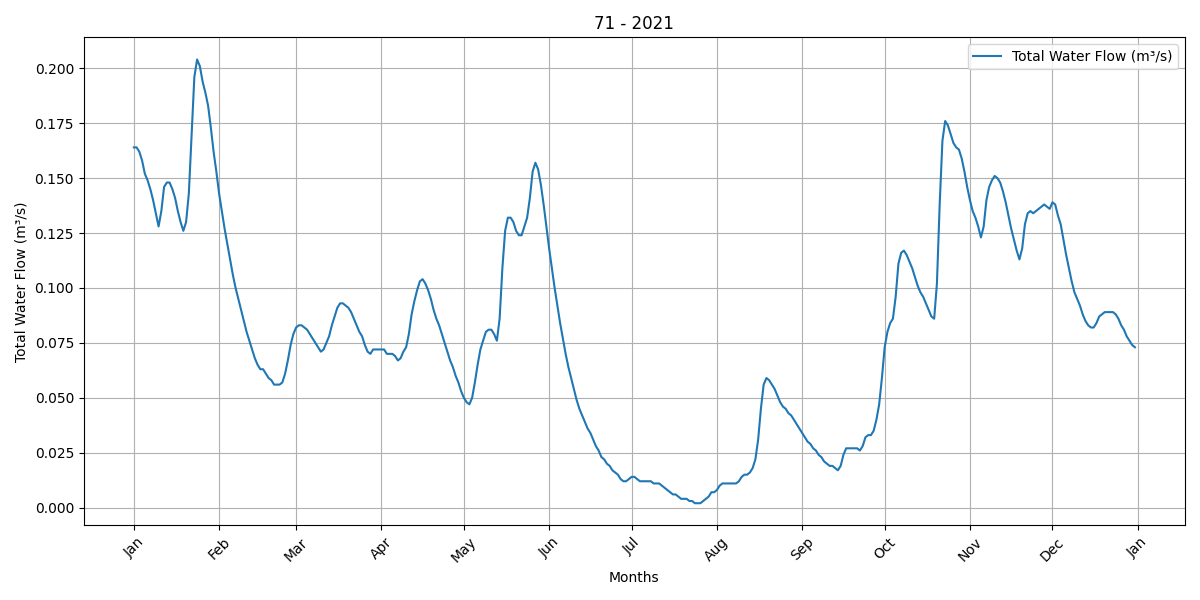 71 - 2021
Total Water Flow (m³/s)
Total Water Flow (m³/s)
0.200
0.175
0.150
0.125
0.100
0.075
0.050
0.025
0.000
Jan
Feb
Mar
Apr
May
Jun
Jul
Aug
Sep
Oct
Nov
Dec
Jan
Months